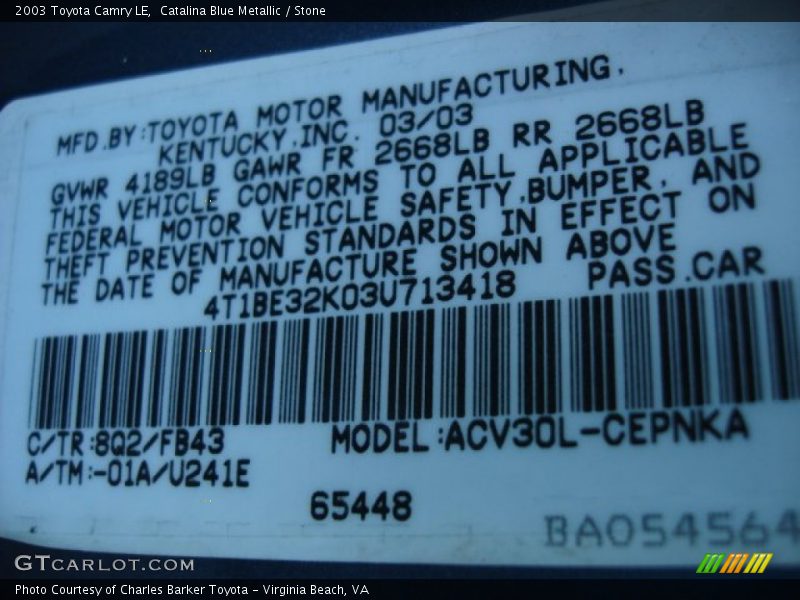 2003 Toyota Camry LE,  Catalina Blue Metallic / Stone
MFD.BY:TOYOTA MOTOR MANUFACTURING,
KENTUCKY,INC. 03/03
GVWR 4189LB GAWR FR 2668LB RR 2668LB
THIS VEHICLE CONFORMS TO ALL APPLICABLE
FEDERAL MOTOR VEHICLE SAFETY,BUMPER, AND
THEFT PREVENTION STANDARDS IN EFFECT ON
THE DATE OF MANUFACTURE SHOWN ABOVE
4T1BE32K03U713418 PASS.CAR
C/TR:8Q2/FB43 MODEL:ACV30L-CEPNKA
A/TM:-01A/U241E
65448
BA054564
GTCARLOT.COM
Photo Courtesy of Charles Barker Toyota - Virginia Beach, VA